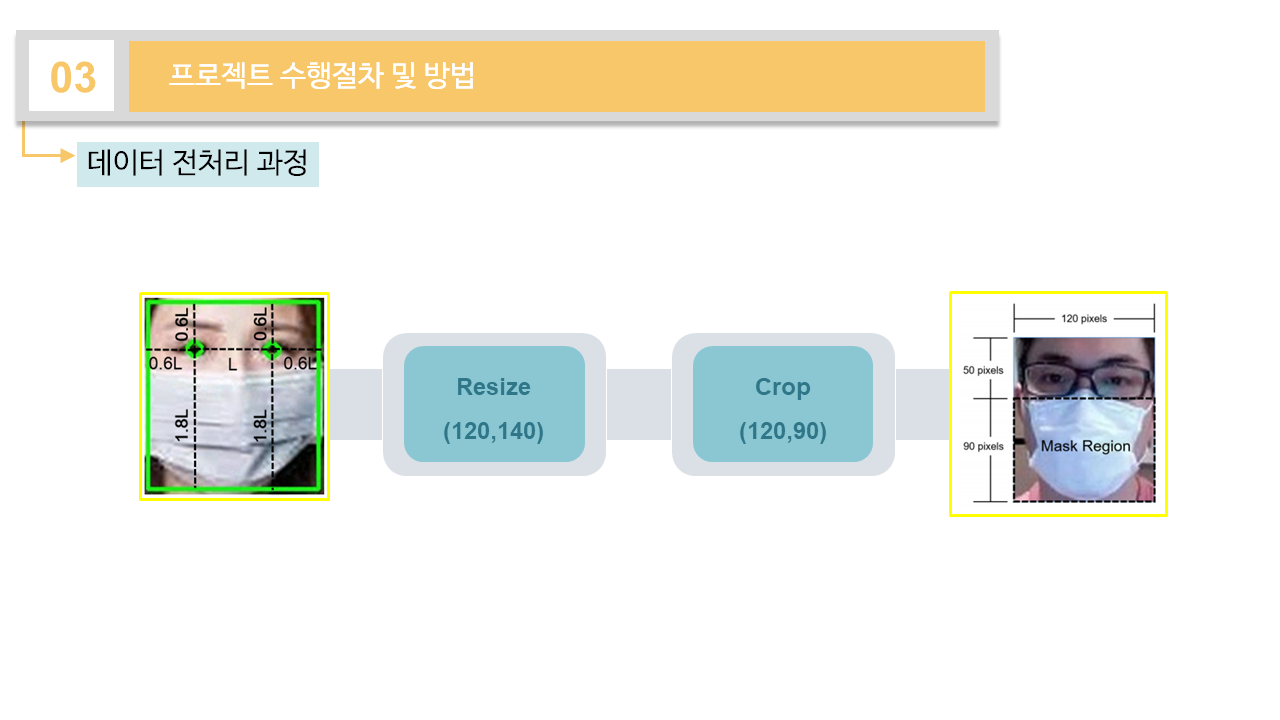 03
프로젝트 수행절차 및 방법
데이터 전처리 과정
0.6L 0.6L
0.6L L 0.6L
1.8L 1.8L
Resize
(120,140)
Crop
(120,90)
120 pixels
50 pixels
90 pixels
Mask Region